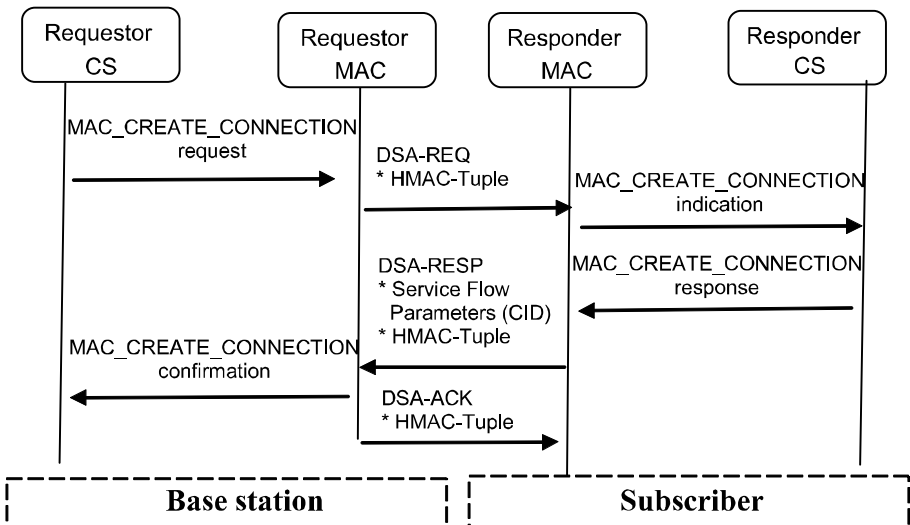 Requestor
CS
Requestor
MAC
Responder
MAC
Responder
CS
MAC_CREATE_CONNECTION
request
DSA-REQ
* HMAC-Tuple
MAC_CREATE_CONNECTION
indication
DSA-RESP
* Service Flow
Parameters (CID)
* HMAC-Tuple
MAC_CREATE_CONNECTION
response
MAC_CREATE_CONNECTION
confirmation
DSA-ACK
* HMAC-Tuple
Base station
Subscriber